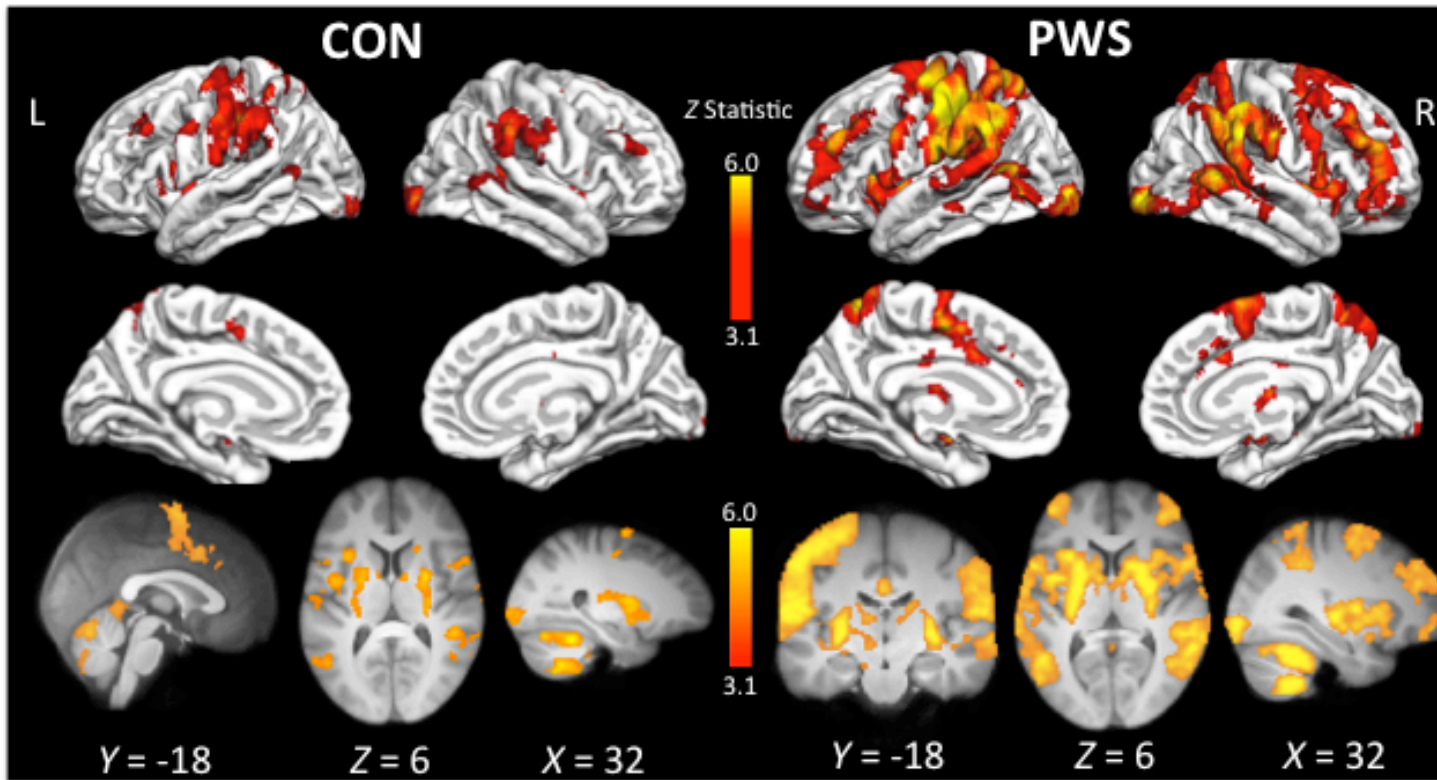 CON
PWS
L
Z Statistic
R
6.0
3.1
6.0
3.1
Y = -18
Z = 6
X = 32
Y = -18
Z = 6
X = 32